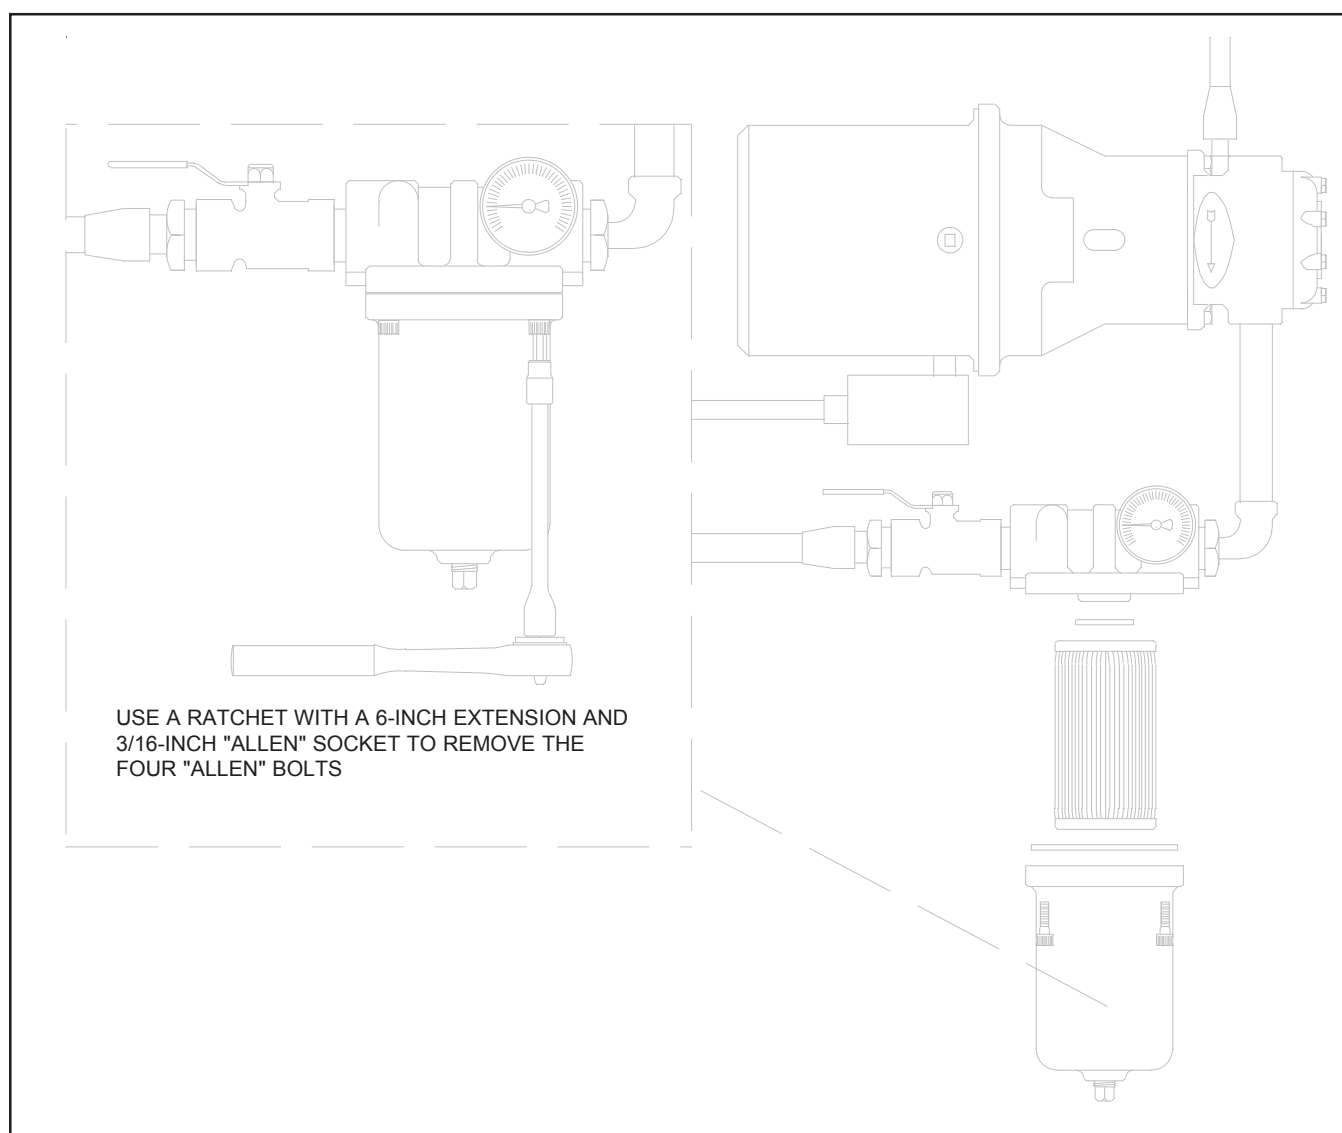 USE A RATCHET WITH A 6-INCH EXTENSION AND
3/16-INCH "ALLEN" SOCKET TO REMOVE THE
FOUR "ALLEN" BOLTS